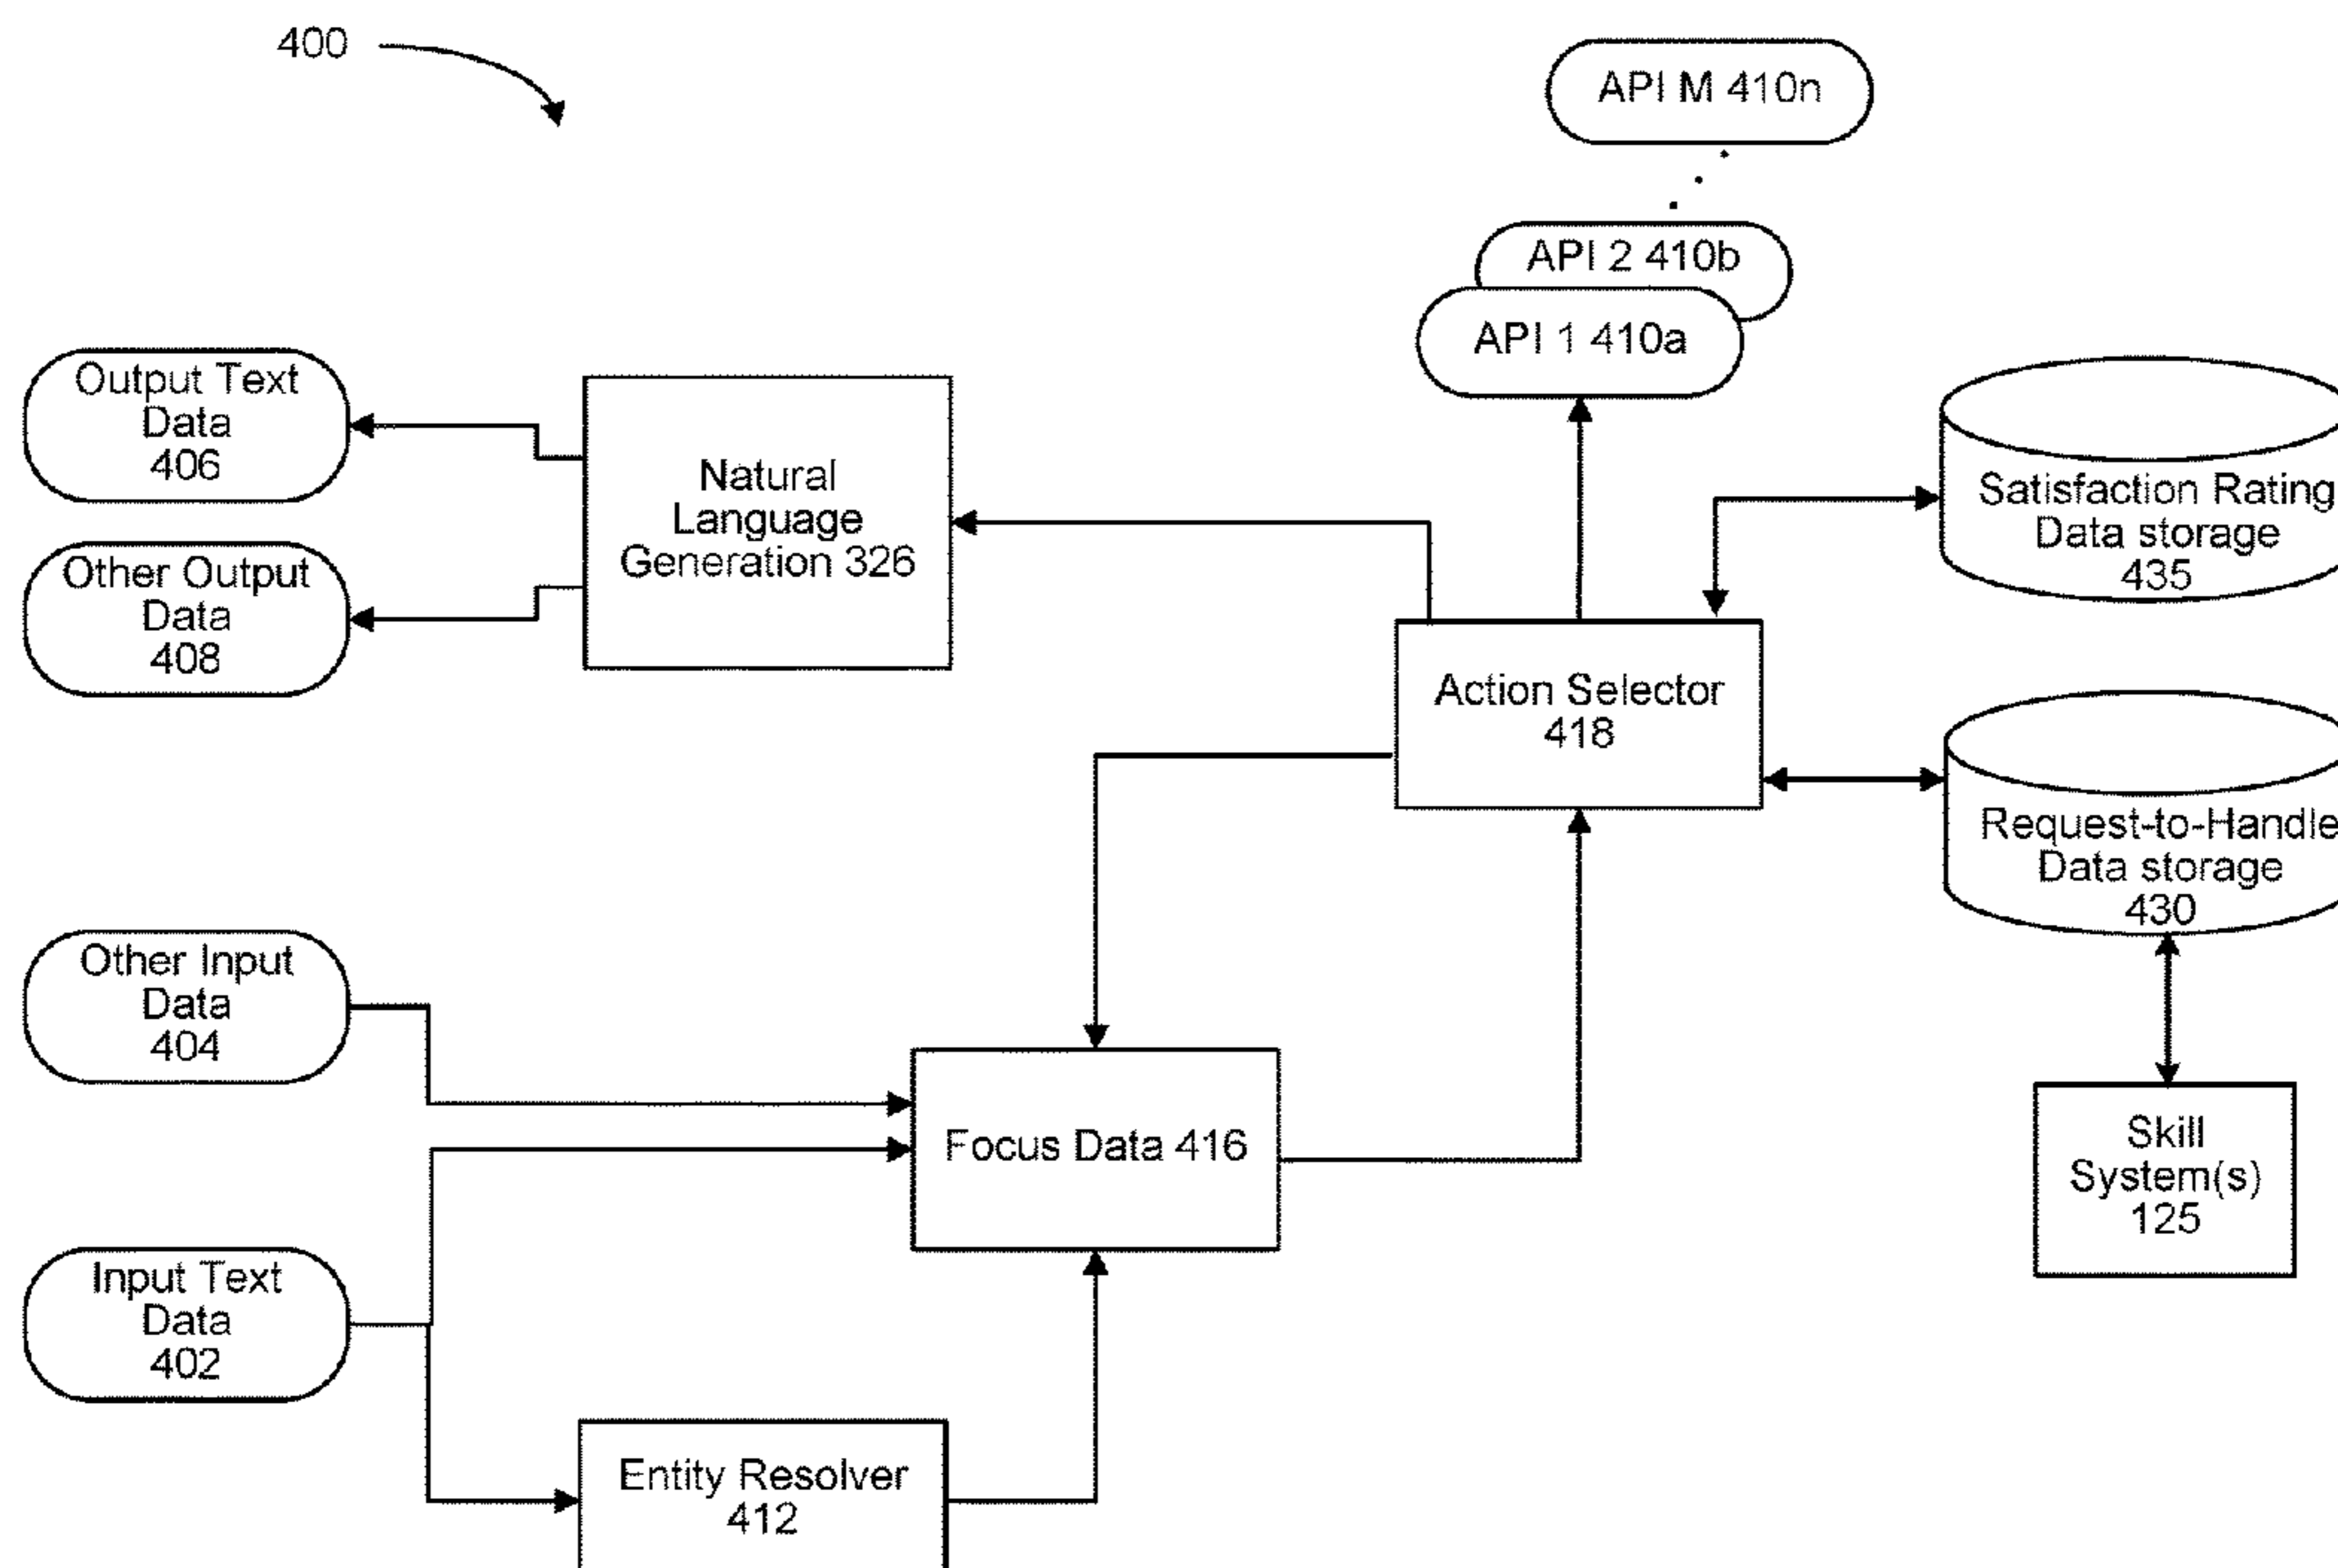 400
API M 410n
API 2 410b
API 1 410a
Output Text
Data
406
Other Output
Data
408
Natural
Language
Generation 326
Satisfaction Rating
Data storage
435
Action Selector
418
Request-to-Handle
Data storage
430
Other Input
Data
404
Focus Data 416
Skill
System(s)
125
Input Text
Data
402
Entity Resolver
412